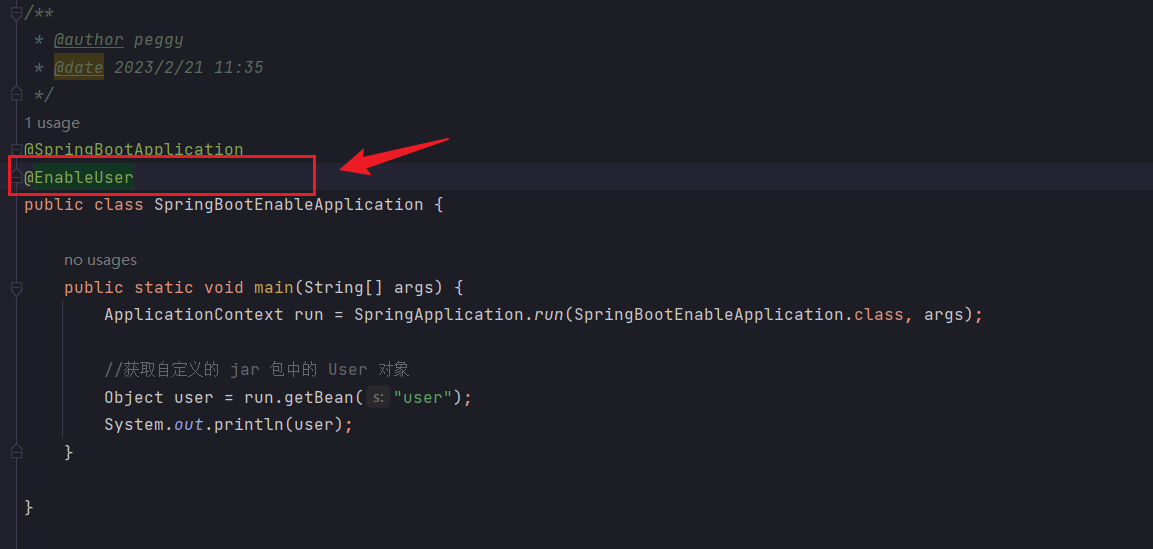 /**
 * @author peggy
 * @date 2023/2/21 11:35
 */
1 usage
@SpringBootApplication
@EnableUser
public class SpringBootEnableApplication {
no usages
public static void main(String[] args) {
ApplicationContext run = SpringApplication.run(SpringBootEnableApplication.class, args);
//获取自定义的 jar 包中的 User 对象
Object user = run.getBean( s: "user");
System.out.println(user);
}
}